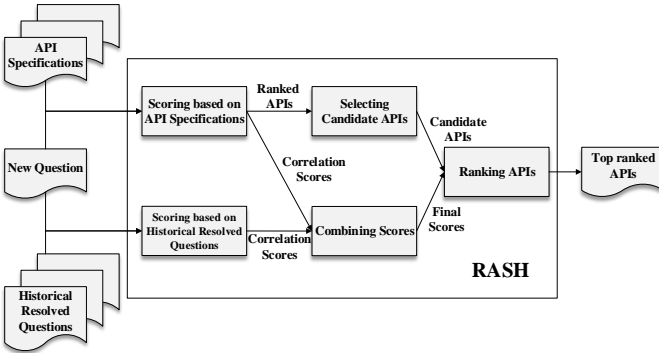 API
Specifications
New Question
Historical
Resolved
Questions
Scoring based on
API Specifications
Ranked
APIs
Selecting
Candidate APIs
Correlation
Scores
Scoring based on
Historical Resolved
Questions
Correlation
Scores
Combining Scores
Candidate
APIs
Ranking APIs
Final
Scores
RASH
Top ranked
APIs